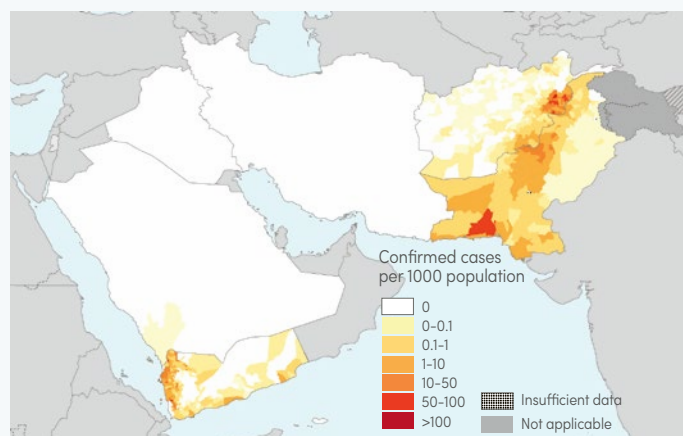 Confirmed cases
per 1000 population
0
0–0.1
0.1–1
1–10
10–50
50–100
>100
Insufficient data
Not applicable